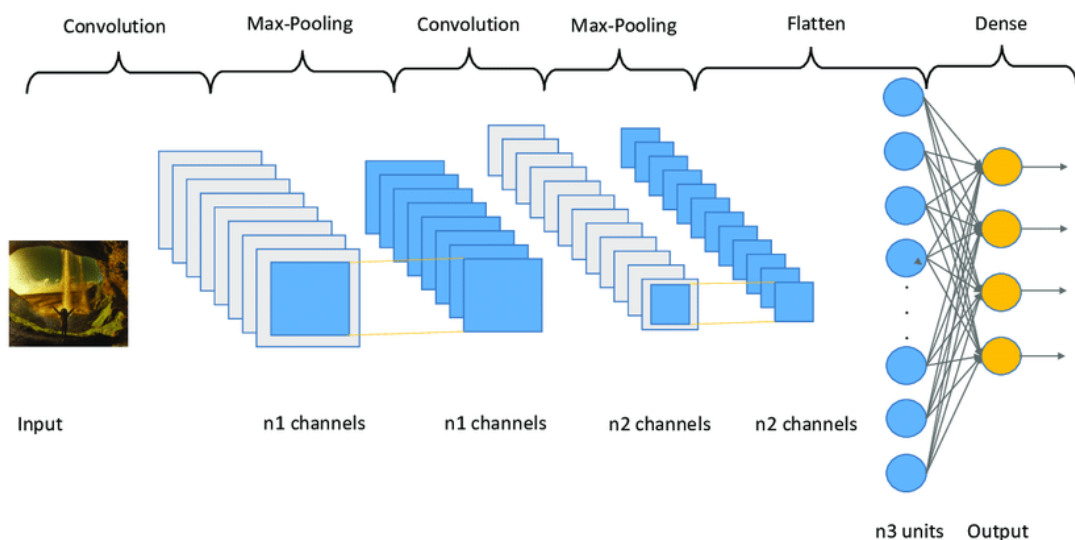 Convolution
Max-Pooling
Convolution
Max-Pooling
Flatten
Dense
Input
n1 channels
n1 channels
n2 channels
n2 channels
n3 units
Output